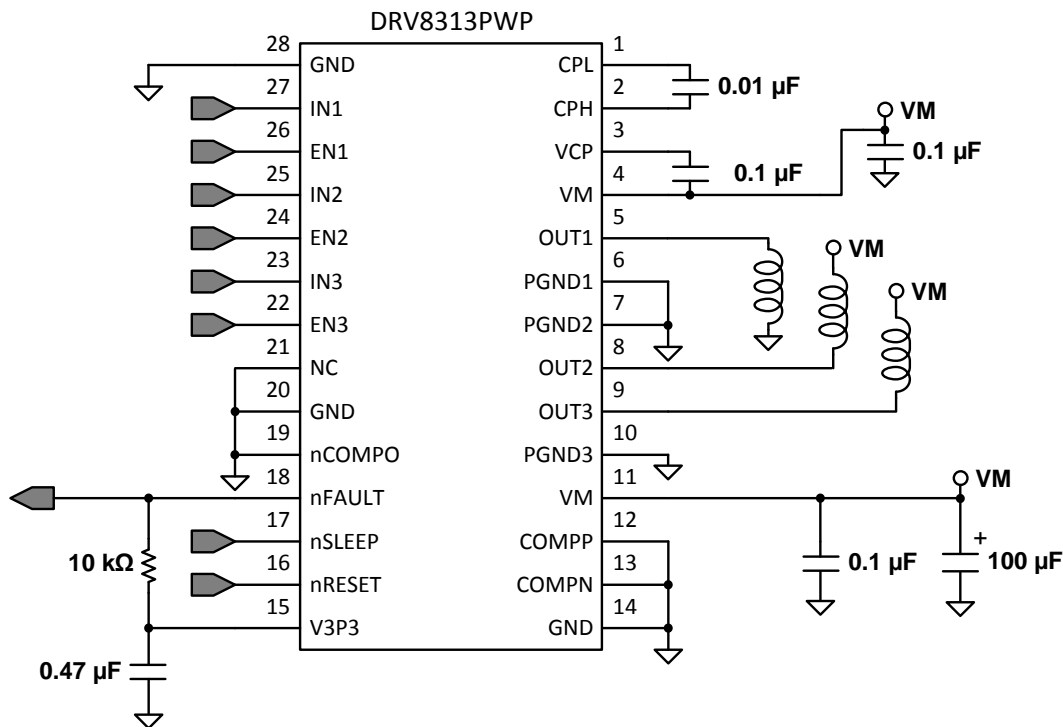 DRV8313PWP
28
GND
27
IN1
26
EN1
25
IN2
24
EN2
23
IN3
22
EN3
21
NC
20
GND
19
nCOMPO
18
nFAULT
17
nSLEEP
16
nRESET
15
V3P3
10 kΩ
0.47 µF
1
CPL
2
CPH
3
VCP
4
VM
5
OUT1
6
PGND1
7
PGND2
8
OUT2
9
OUT3
10
PGND3
11
VM
12
COMPP
13
COMPN
14
GND
0.01 µF
VM
0.1 µF
0.1 µF
VM
VM
VM
0.1 µF
+
100 µF